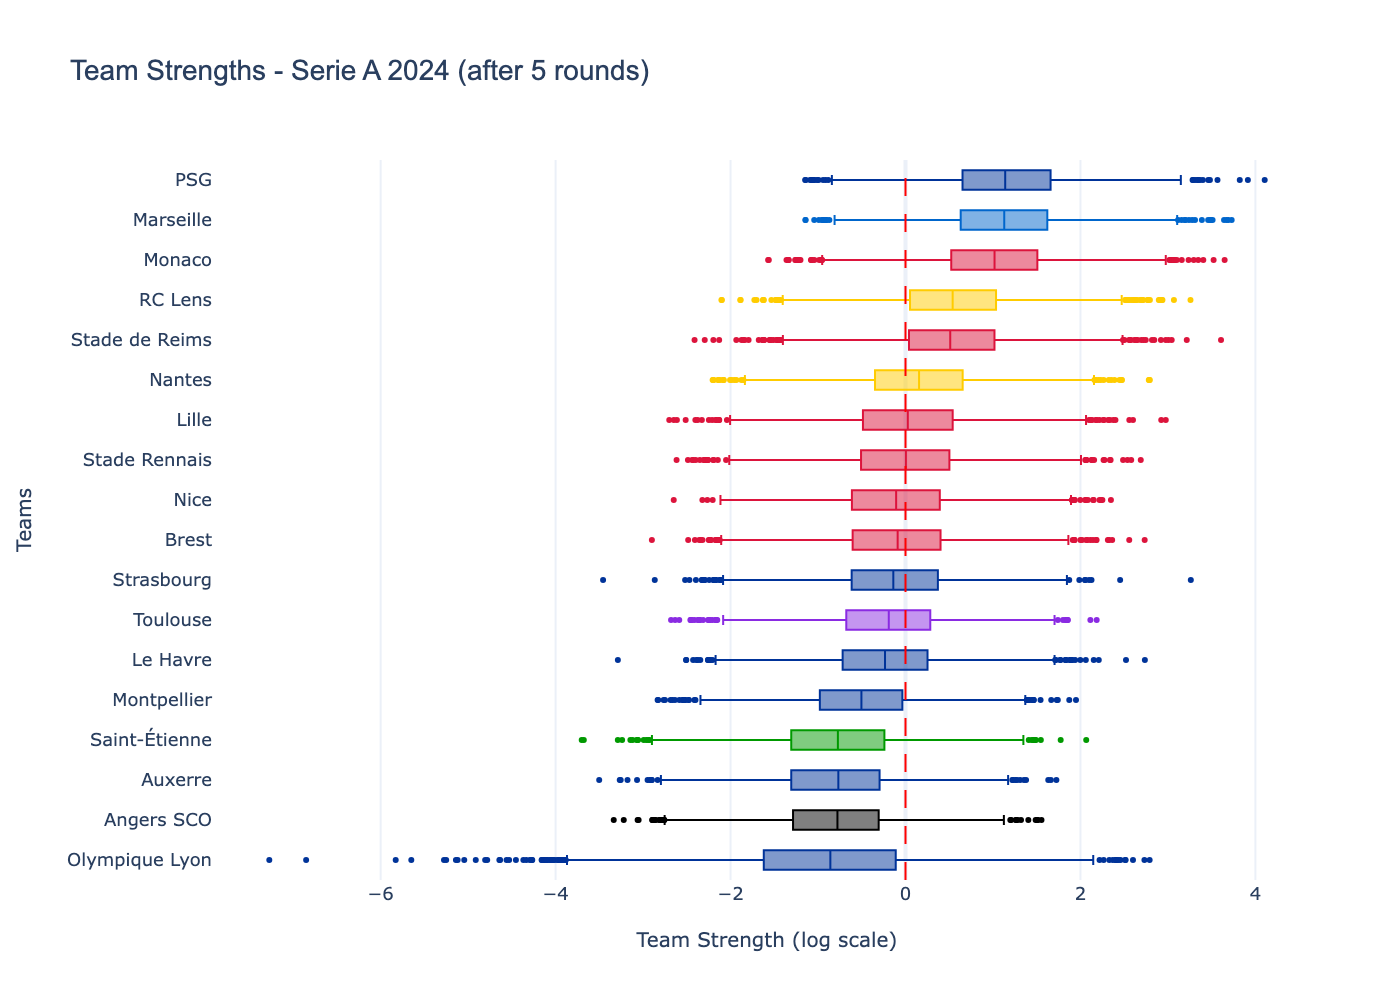 Team Strengths - Serie A 2024 (after 5 rounds)
PSG
Marseille
Monaco
RC Lens
Stade de Reims
Nantes
Lille
Stade Rennais
Nice
Brest
Strasbourg
Toulouse
Le Havre
Montpellier
Saint-Étienne
Auxerre
Angers SCO
Olympique Lyon
Teams
−6 −4 −2 0 2 4
Team Strength (log scale)